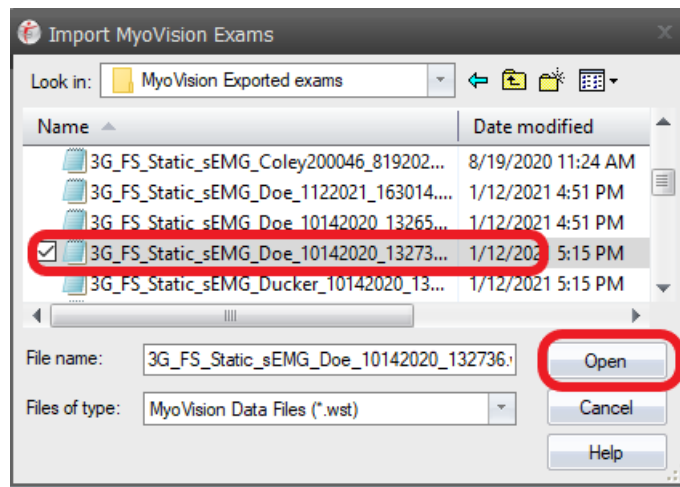 Import MyoVision Exams
Look in: MyoVision Exported exams
Name Date modified
3G_FS_Static_sEMG_Coley200046_819202... 8/19/2020 11:24 AM
3G_FS_Static_sEMG_Doe_1122021_163014.... 1/12/2021 4:51 PM
3G_FS_Static_sEMG_Doe_10142020_13265... 1/12/2021 4:51 PM
3G_FS_Static_sEMG_Doe_10142020_13273... 1/12/2021 5:15 PM
3G_FS_Static_sEMG_Ducker_10142020_13... 1/12/2021 5:15 PM
File name: 3G_FS_Static_sEMG_Doe_10142020_132736. Open
Files of type: MyoVision Data Files (*.wst) Cancel
Help